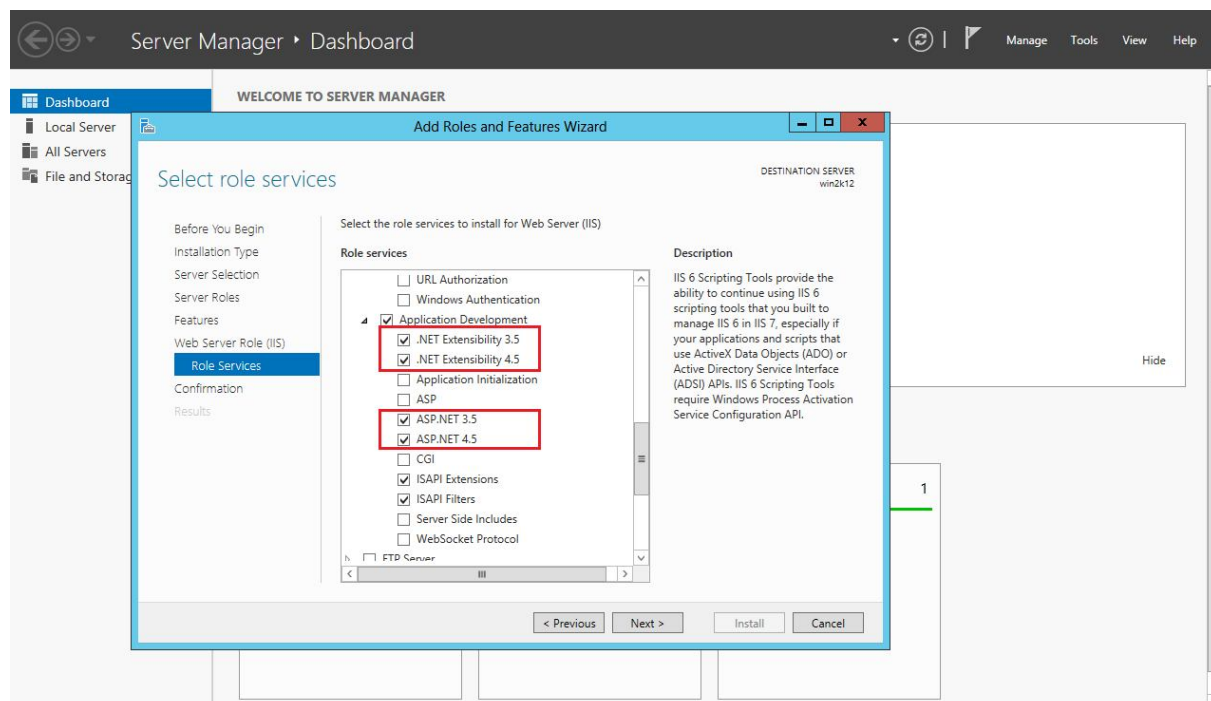 Server Manager ‣ Dashboard
Manage Tools View Help
Dashboard
Local Server
All Servers
File and Storag
WELCOME TO SERVER MANAGER
Add Roles and Features Wizard
Select role services
DESTINATION SERVER
win2k12
Before You Begin
Installation Type
Server Selection
Server Roles
Features
Web Server Role (IIS)
Role Services
Confirmation
Results
Select the role services to install for Web Server (IIS)
Role services
URL Authorization
Windows Authentication
Application Development
.NET Extensibility 3.5
.NET Extensibility 4.5
Application Initialization
ASP
ASP.NET 3.5
ASP.NET 4.5
CGI
ISAPI Extensions
ISAPI Filters
Server Side Includes
WebSocket Protocol
FTP Server
Description
IIS 6 Scripting Tools provide the
ability to continue using IIS 6
scripting tools that you built to
manage IIS 6 in IIS 7, especially if
your applications and scripts that
use ActiveX Data Objects (ADO) or
Active Directory Service Interface
(ADSI) APIs. IIS 6 Scripting Tools
require Windows Process Activation
Service Configuration API.
< Previous Next > Install Cancel
Hide
1